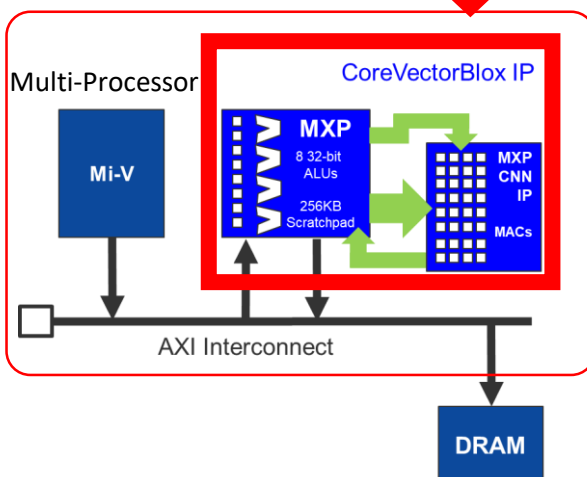 CoreVectorBlox IP
Multi-Processor
Mi-V
MXP
8 32-bit
ALUs
256KB
Scratchpad
MXP
CNN
IP
MACs
AXI Interconnect
DRAM